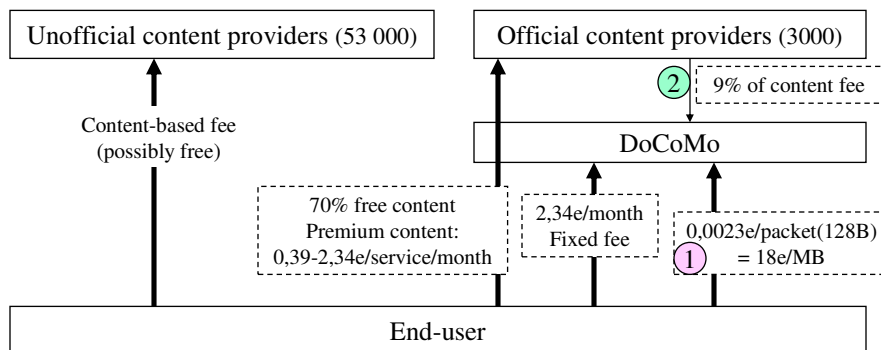 Unofficial content providers (53 000)
Official content providers (3000)
2
9% of content fee
Content-based fee
(possibly free)
DoCoMo
70% free content
Premium content:
0,39-2,34e/service/month
2,34e/month
Fixed fee
0,0023e/packet(128B)
= 18e/MB
1
End-user